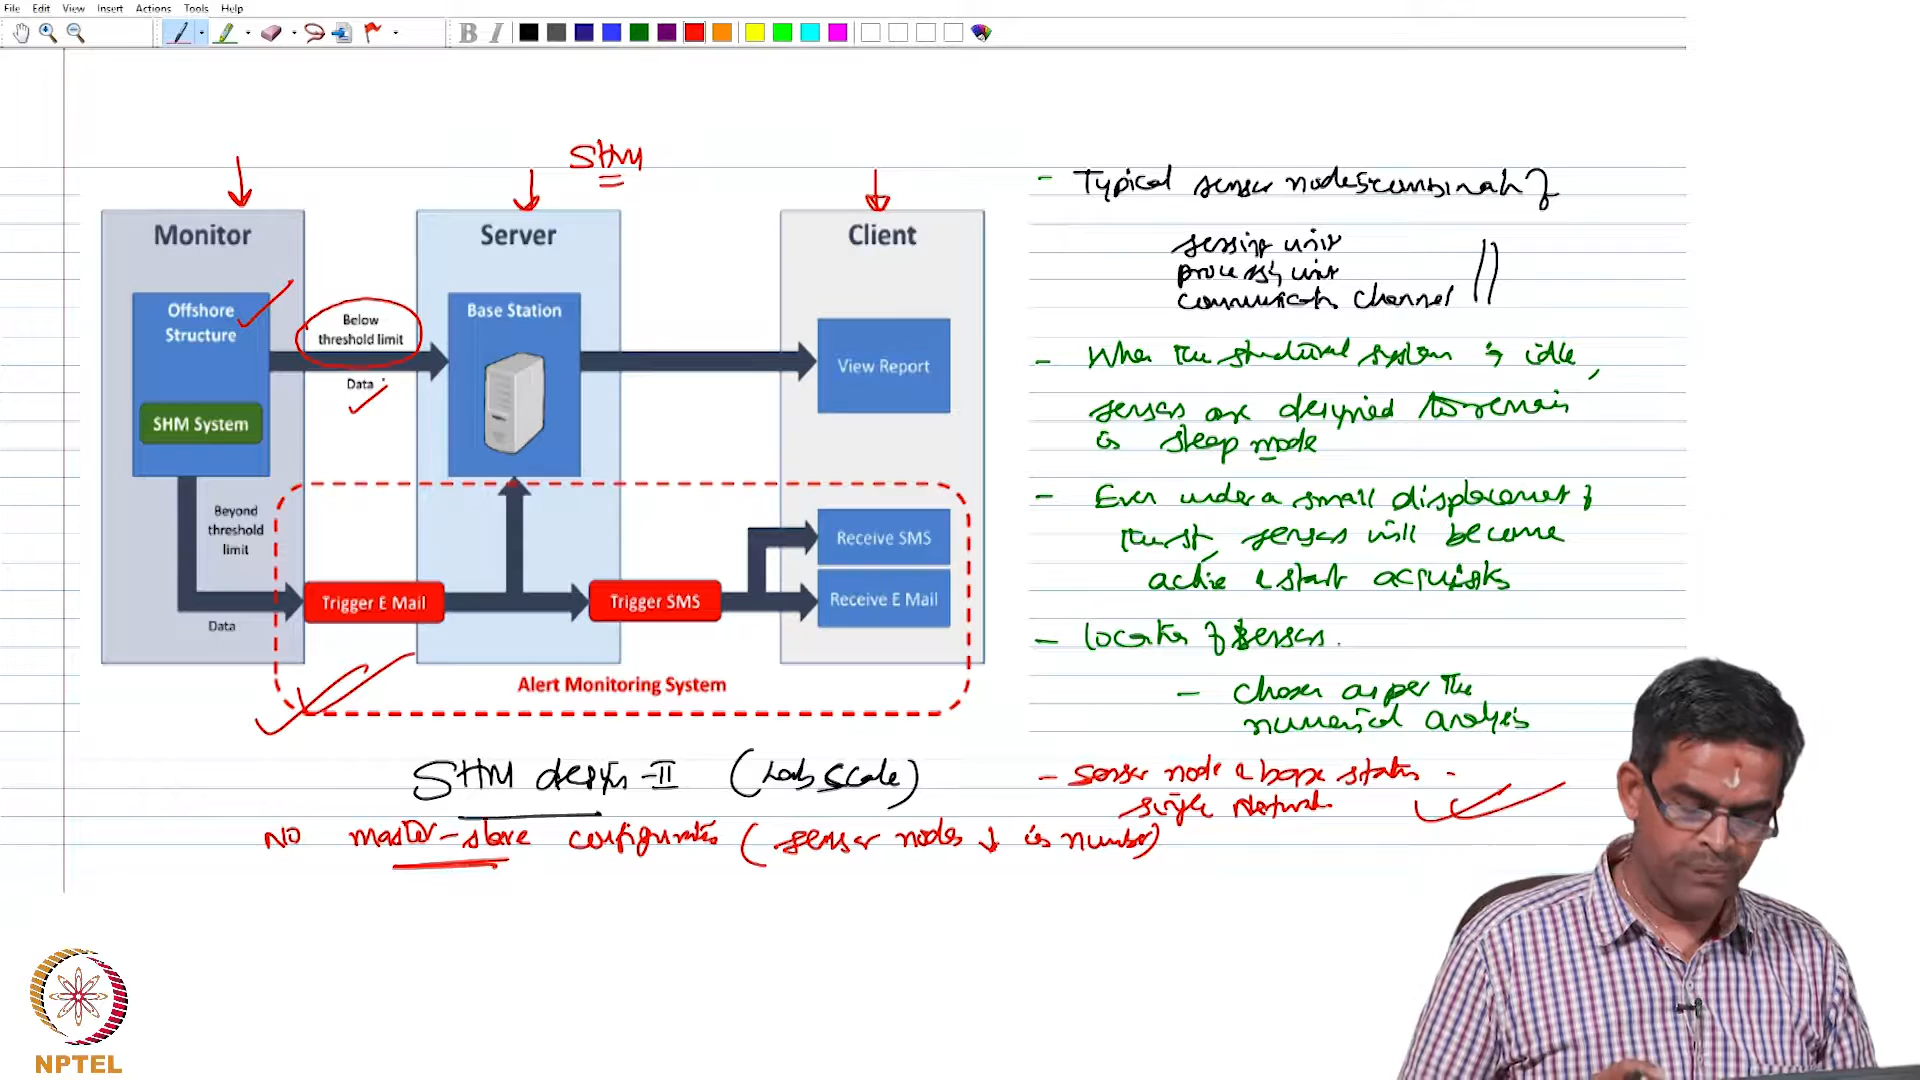 File Edit View Insert Actions Tools Help
B I
SHM
Monitor
Server
Client
Offshore
Structure
Below
threshold limit
Data
SHM System
Base Station
View Report
Beyond
threshold
limit
Data
Trigger E Mail
Trigger SMS
Receive SMS
Receive E Mail
Alert Monitoring System
SHM design-II (Lab scale)
No master-slave configuration (sensor nodes ↓ in number)
- Typical sensor nodes of
sensing unit
processing unit
communication channel
- When the structural system is idle,
sensors are designed to remain
in sleep mode
- Even under a small displacement &
thrust, sensors will become
active & start
- location of sensors.
- chosen as per the
numerical analysis
- sensor node & base station -
single network
NPTEL